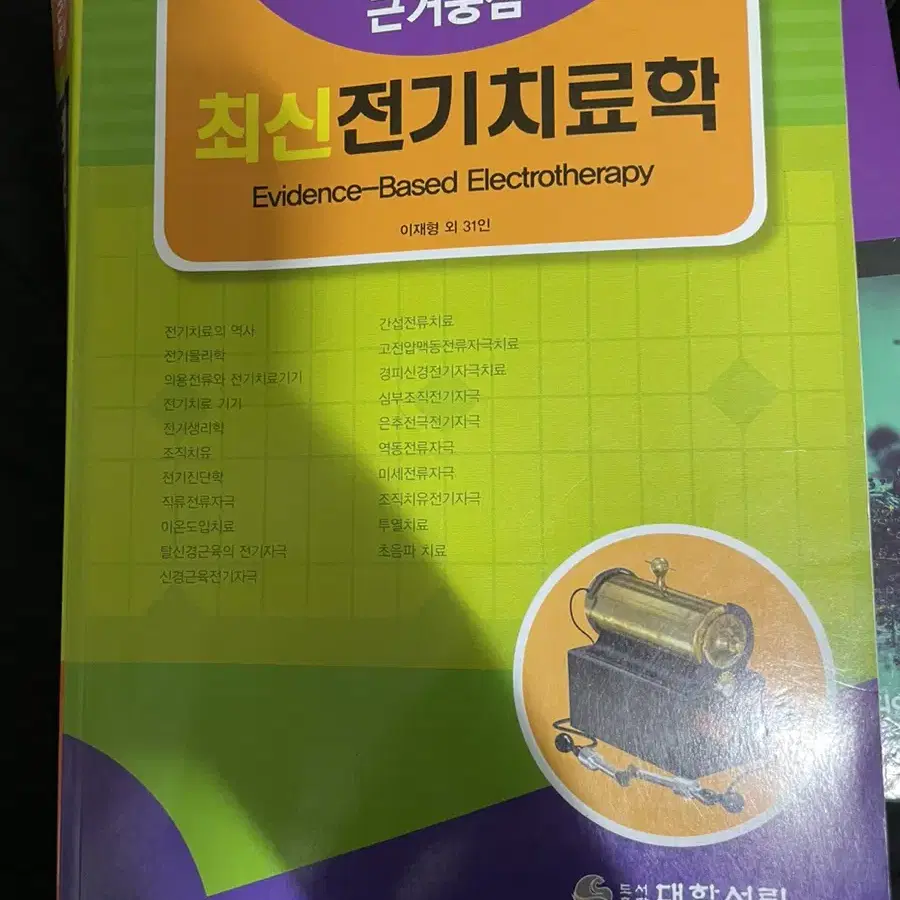 근거중심
최신전기치료학
Evidence-Based Electrotherapy
이재형 외 31인
전기치료의 역사
전기물리학
의용전류와 전기치료기기
전기치료 기기
전기생리학
조직치유
전기진단학
직류전류자극
이온도입치료
탈신경근육의 전기자극
신경근육전기자극
간섭전류치료
고전압맥동전류자극치료
경피신경전기자극치료
심부조직전기자극
은추전극전기자극
역동전류자극
미세전류자극
조직치유전기자극
투열치료
초음파 치료
대학서림